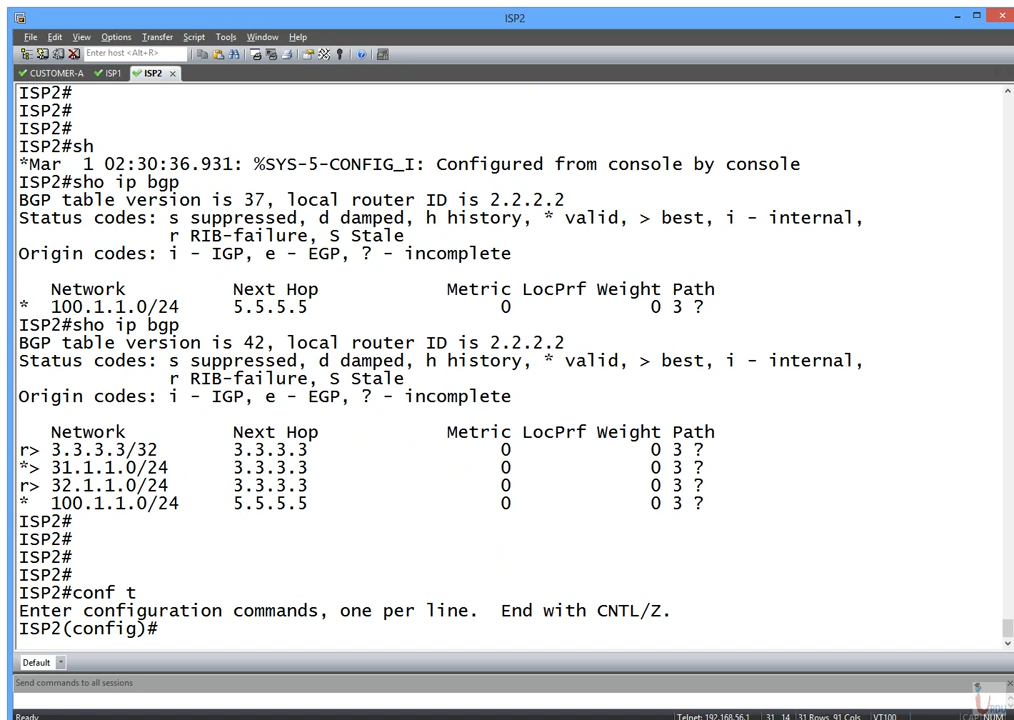 ISP2
File Edit View Options Transfer Script Tools Window Help
Enter host <Alt+R>
CUSTOMER-A ISP1 ISP2
ISP2#
ISP2#
ISP2#
ISP2#sh
*Mar  1 02:30:36.931: %SYS-5-CONFIG_I: Configured from console by console
ISP2#sho ip bgp
BGP table version is 37, local router ID is 2.2.2.2
Status codes: s suppressed, d damped, h history, * valid, > best, i - internal,
              r RIB-failure, S Stale
Origin codes: i - IGP, e - EGP, ? - incomplete
   Network          Next Hop            Metric LocPrf Weight Path
*  100.1.1.0/24     5.5.5.5                  0             0 3 ?
ISP2#sho ip bgp
BGP table version is 42, local router ID is 2.2.2.2
Status codes: s suppressed, d damped, h history, * valid, > best, i - internal,
              r RIB-failure, S Stale
Origin codes: i - IGP, e - EGP, ? - incomplete
   Network          Next Hop            Metric LocPrf Weight Path
r> 3.3.3.3/32       3.3.3.3                  0             0 3 ?
*> 31.1.1.0/24      3.3.3.3                  0             0 3 ?
r> 32.1.1.0/24      3.3.3.3                  0             0 3 ?
*  100.1.1.0/24     5.5.5.5                  0             0 3 ?
ISP2#
ISP2#
ISP2#
ISP2#
ISP2#conf t
Enter configuration commands, one per line.  End with CNTL/Z.
ISP2(config)#
Default
Send commands to all sessions
Ready Telnet: 192.168.56.1 31, 14 31 Rows, 91 Cols VT100 CAP NUM